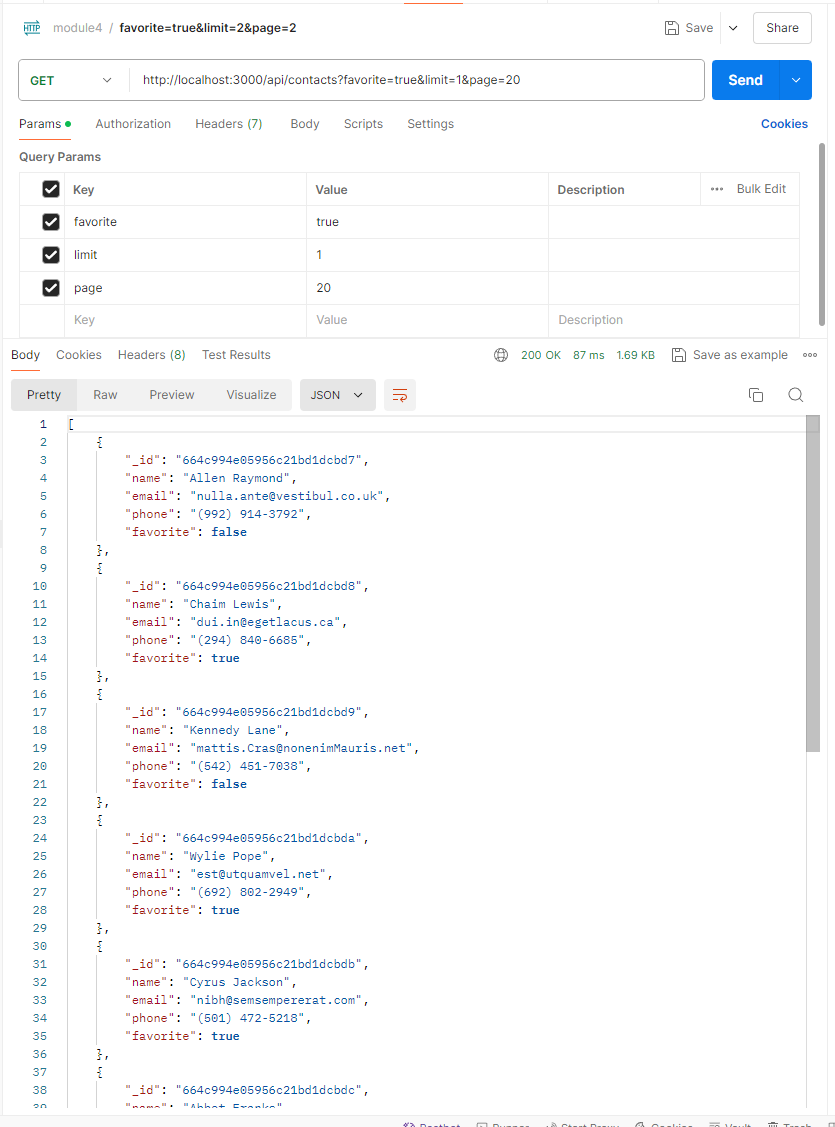 HTTP module4 / favorite=true&limit=2&page=2 Save Share
GET http://localhost:3000/api/contacts?favorite=true&limit=1&page=20 Send
Params Authorization Headers (7) Body Scripts Settings Cookies
Query Params
Key Value Description ••• Bulk Edit
favorite true
limit 1
page 20
Key Value Description
Body Cookies Headers (8) Test Results 200 OK 87 ms 1.69 KB Save as example
Pretty Raw Preview Visualize JSON
1 [
2 {
3 "_id": "664c994e05956c21bd1dcbd7",
4 "name": "Allen Raymond",
5 "email": "nulla.ante@vestibul.co.uk",
6 "phone": "(992) 914-3792",
7 "favorite": false
8 },
9 {
10 "_id": "664c994e05956c21bd1dcbd8",
11 "name": "Chaim Lewis",
12 "email": "dui.in@egetlacus.ca",
13 "phone": "(294) 840-6685",
14 "favorite": true
15 },
16 {
17 "_id": "664c994e05956c21bd1dcbd9",
18 "name": "Kennedy Lane",
19 "email": "mattis.Cras@nonenimMauris.net",
20 "phone": "(542) 451-7038",
21 "favorite": false
22 },
23 {
24 "_id": "664c994e05956c21bd1dcbda",
25 "name": "Wylie Pope",
26 "email": "est@utquamvel.net",
27 "phone": "(692) 802-2949",
28 "favorite": true
29 },
30 {
31 "_id": "664c994e05956c21bd1dcbdb",
32 "name": "Cyrus Jackson",
33 "email": "nibh@semsempererat.com",
34 "phone": "(501) 472-5218",
35 "favorite": true
36 },
37 {
38 "_id": "664c994e05956c21bd1dcbdc",
39 "name": "Abbot Franks"
Postbot Runner Start Proxy Cookies Vault Trash